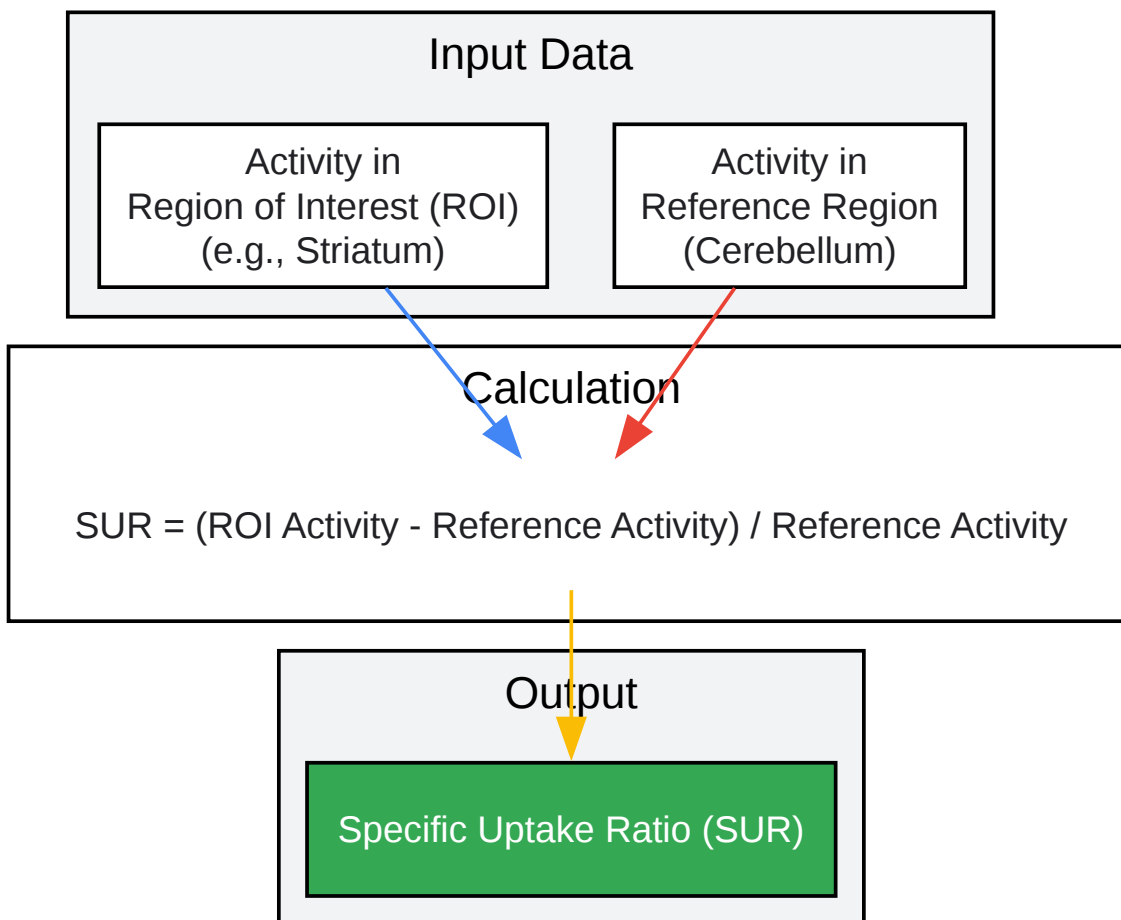 Input Data
Activity in
Region of Interest (ROI)
(e.g., Striatum)
Activity in
Reference Region
(Cerebellum)
Calculation
SUR = (ROI Activity - Reference Activity) / Reference Activity
Output
Specific Uptake Ratio (SUR)